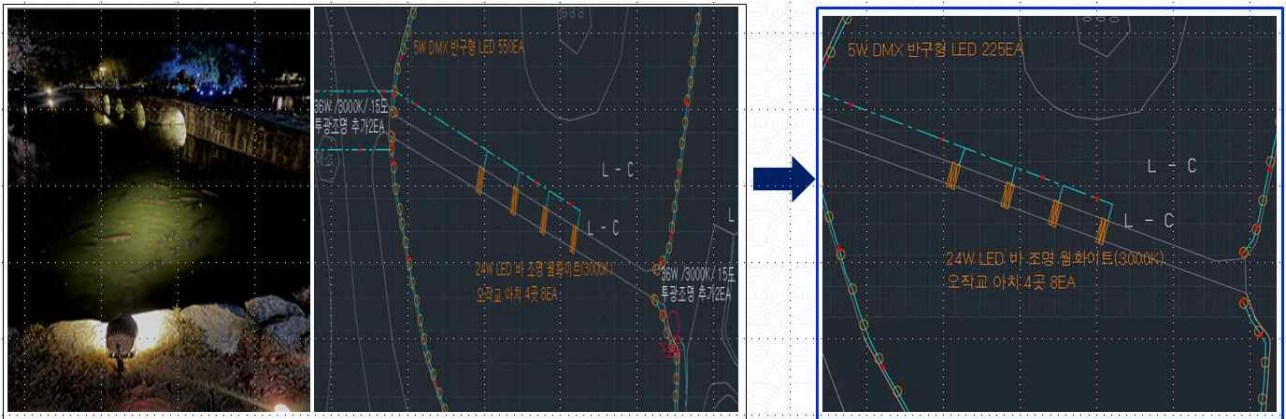 5W DMX 반구형 LED 550EA
36W /3000K/ 15도
투광조명 추가2EA
L - C
L - C
L
24W LED 바 조명 웜화이트(3000K)
오작교 아치 4곳 8EA
36W /3000K/ 15도
투광조명 추가2EA
5W DMX 반구형 LED 225EA
L - C
L - C
24W LED 바 조명 웜화이트(3000K)
오작교 아치 4곳 8EA